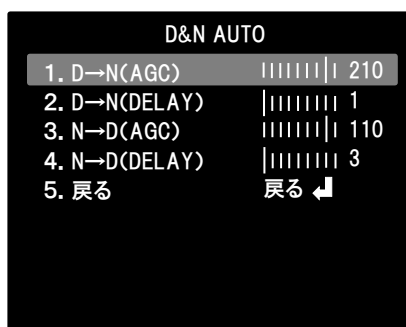 D&N AUTO
1. D→N(AGC) 210
2. D→N(DELAY) 1
3. N→D(AGC) 110
4. N→D(DELAY) 3
5. 戻る 戻る ↲